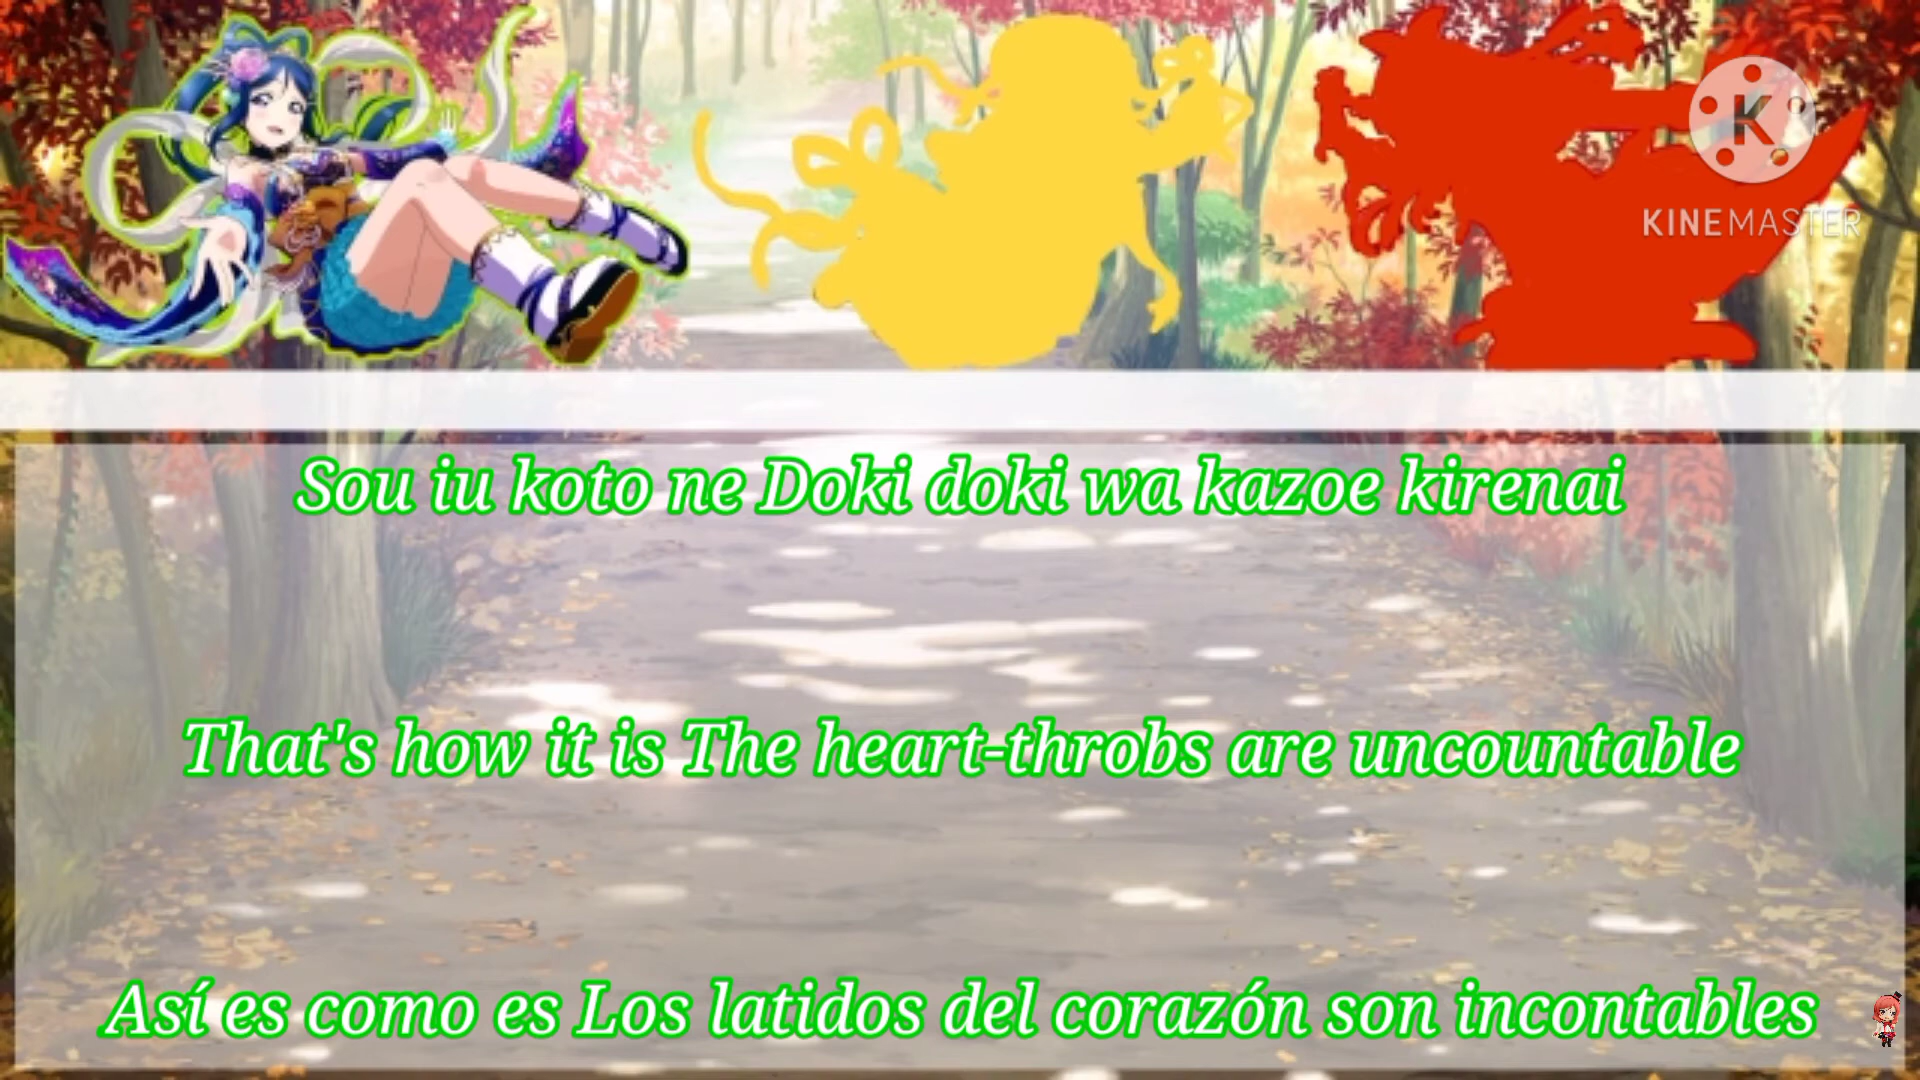 K
KINEMASTER
Sou iu koto ne Doki doki wa kazoe kirenai
That's how it is The heart-throbs are uncountable
Así es como es Los latidos del corazón son incontables